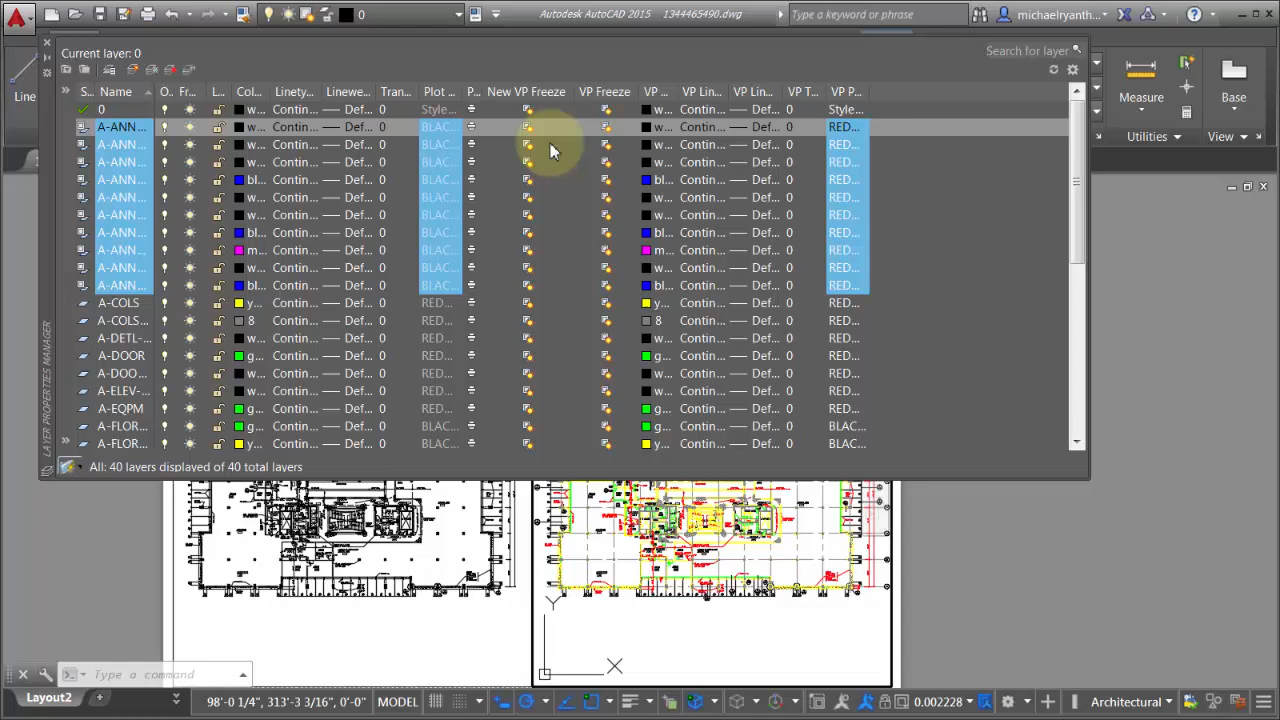 0 Autodesk AutoCAD 2015 1344465490.dwg Type a keyword or phrase michaelryanth...
Current layer: 0 Search for layer
S.. Name O.. Fr... L... Col... Linety... Linewe... Tran... Plot ... P... New VP Freeze VP Freeze VP ... VP Lin... VP Lin... VP T... VP P...
0 w... Contin... Def... 0 Style... w... Contin... Def... 0 Style...
A-ANN... w... Contin... Def... 0 BLAC... w... Contin... Def... 0 RED...
A-ANN... w... Contin... Def... 0 BLAC... w... Contin... Def... 0 RED...
A-ANN... w... Contin... Def... 0 BLAC... w... Contin... Def... 0 RED...
A-ANN... bl... Contin... Def... 0 BLAC... bl... Contin... Def... 0 RED...
A-ANN... w... Contin... Def... 0 BLAC... w... Contin... Def... 0 RED...
A-ANN... w... Contin... Def... 0 BLAC... w... Contin... Def... 0 RED...
A-ANN... bl... Contin... Def... 0 BLAC... bl... Contin... Def... 0 RED...
A-ANN... m... Contin... Def... 0 BLAC... m... Contin... Def... 0 RED...
A-ANN... w... Contin... Def... 0 BLAC... w... Contin... Def... 0 RED...
A-ANN... bl... Contin... Def... 0 BLAC... bl... Contin... Def... 0 RED...
A-COLS y... Contin... Def... 0 RED... y... Contin... Def... 0 RED...
A-COLS... 8 Contin... Def... 0 RED... 8 Contin... Def... 0 RED...
A-DETL-... w... Contin... Def... 0 RED... w... Contin... Def... 0 RED...
A-DOOR g... Contin... Def... 0 RED... g... Contin... Def... 0 RED...
A-DOO... w... Contin... Def... 0 RED... w... Contin... Def... 0 RED...
A-ELEV-... w... Contin... Def... 0 RED... w... Contin... Def... 0 RED...
A-EQPM g... Contin... Def... 0 RED... g... Contin... Def... 0 RED...
A-FLOR... g... Contin... Def... 0 BLAC... g... Contin... Def... 0 BLAC...
A-FLOR... y... Contin... Def... 0 BLAC... y... Contin... Def... 0 BLAC...
All: 40 layers displayed of 40 total layers
LAYER PROPERTIES MANAGER
Line
Measure Base
Utilities View
Y
X
Type a command
Layout2 98'-0 1/4", 313'-3 3/16", 0'-0" MODEL 0.002228 Architectural